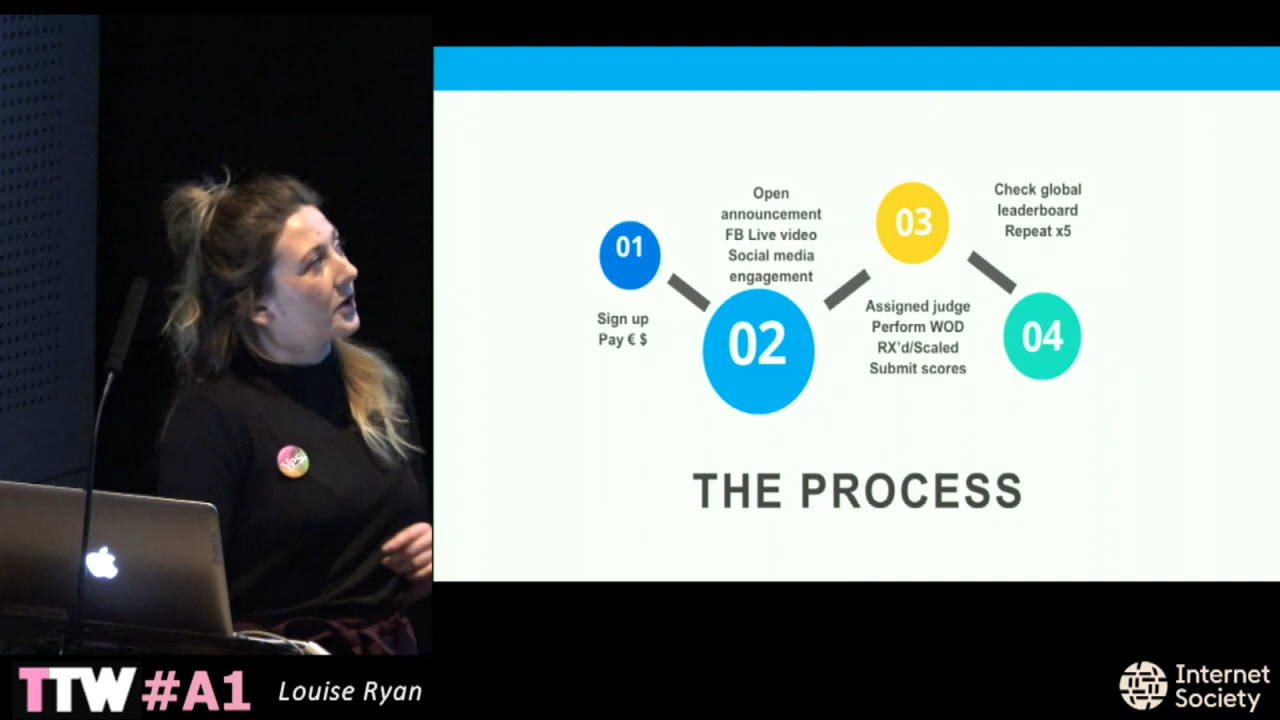 01
Sign up
Pay € $
Open
announcement
FB Live video
Social media
engagement
02
03
Assigned judge
Perform WOD
RX'd/Scaled
Submit scores
Check global
leaderboard
Repeat x5
04
THE PROCESS
Yes!
TTW#A1
Louise Ryan
Internet
Society